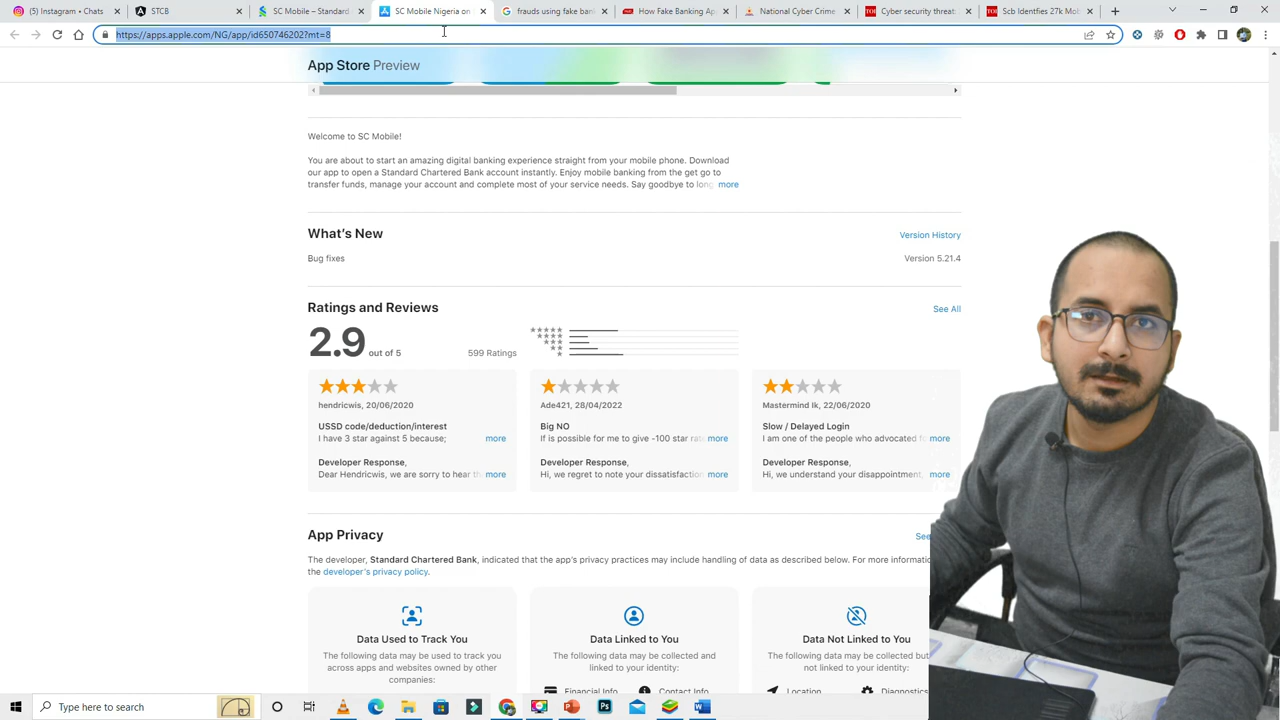 (5) Instagram • Chats
STCB
SC Mobile – Standard
SC Mobile Nigeria on
frauds using fake ban
How Fake Banking Ap
National Cyber Crime
Cyber security threat
Scb Identfies 27k Mob
https://apps.apple.com/NG/app/id650746202?mt=8
App Store Preview
Welcome to SC Mobile!
You are about to start an amazing digital banking experience straight from your mobile phone. Download
our app to open a Standard Chartered Bank account instantly. Enjoy mobile banking from the get go to
transfer funds, manage your account and complete most of your service needs. Say goodbye to long more
What's New
Version History
Bug fixes
Version 5.21.4
Ratings and Reviews
See All
2.9 out of 5
599 Ratings
hendricwis, 20/06/2020
USSD code/deduction/interest
I have 3 star against 5 because; more
Developer Response,
Dear Hendricwis, we are sorry to hear th more
Ade421, 28/04/2022
Big NO
If is possible for me to give -100 star rate more
Developer Response,
Hi, we regret to note your dissatisfaction more
Mastermind Ik, 22/06/2020
Slow / Delayed Login
I am one of the people who advocated fo more
Developer Response,
Hi, we understand your disappointment, more
App Privacy
See
The developer, Standard Chartered Bank, indicated that the app's privacy practices may include handling of data as described below. For more informati
the developer's privacy policy.
Data Used to Track You
The following data may be used to track you
across apps and websites owned by other
companies:
Data Linked to You
The following data may be collected and
linked to your identity:
Financial Info
Contact Info
Data Not Linked to You
The following data may be collected but
not linked to your identity:
Location
Diagnostics
Type here to search